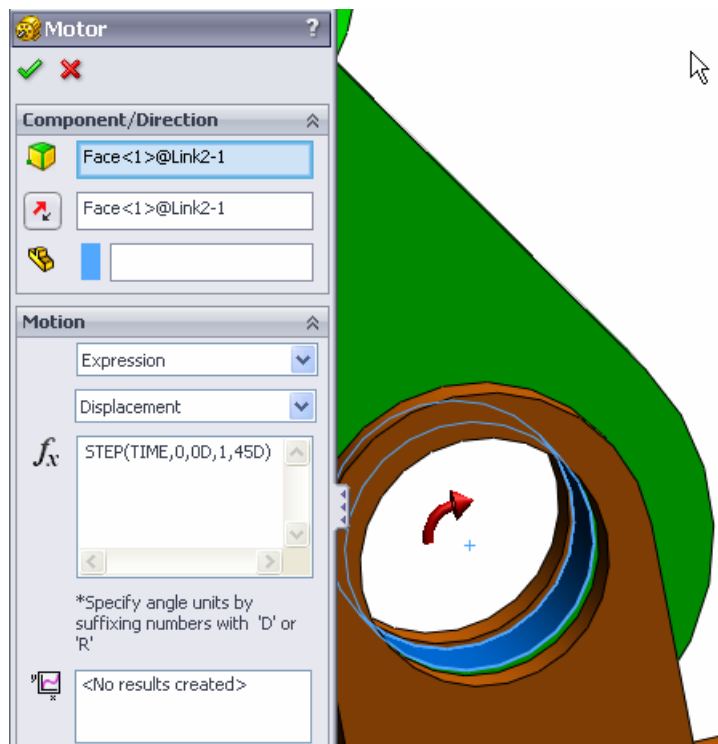 Motor ?
Component/Direction
Face<1>@Link2-1
Face<1>@Link2-1
Motion
Expression
Displacement
fx STEP(TIME,0,0D,1,45D)
*Specify angle units by
suffixing numbers with 'D' or
'R'
y x <No results created>